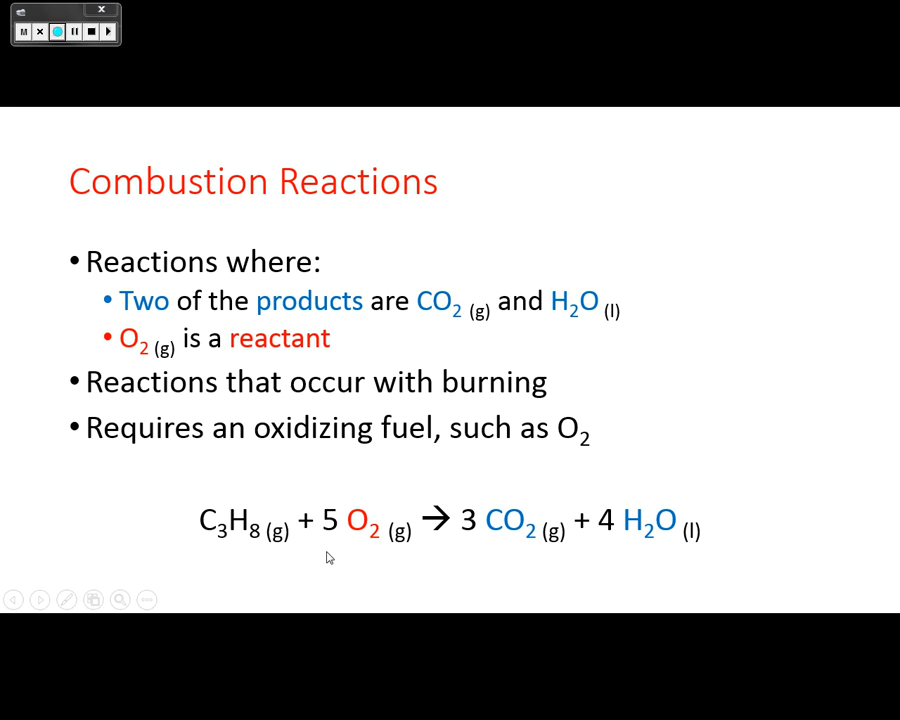 M
Combustion Reactions
• Reactions where:
• Two of the products are CO₂ (g) and H₂O (l)
• O₂ (g) is a reactant
• Reactions that occur with burning
• Requires an oxidizing fuel, such as O₂
C₃H₈ (g) + 5 O₂ (g) → 3 CO₂ (g) + 4 H₂O (l)